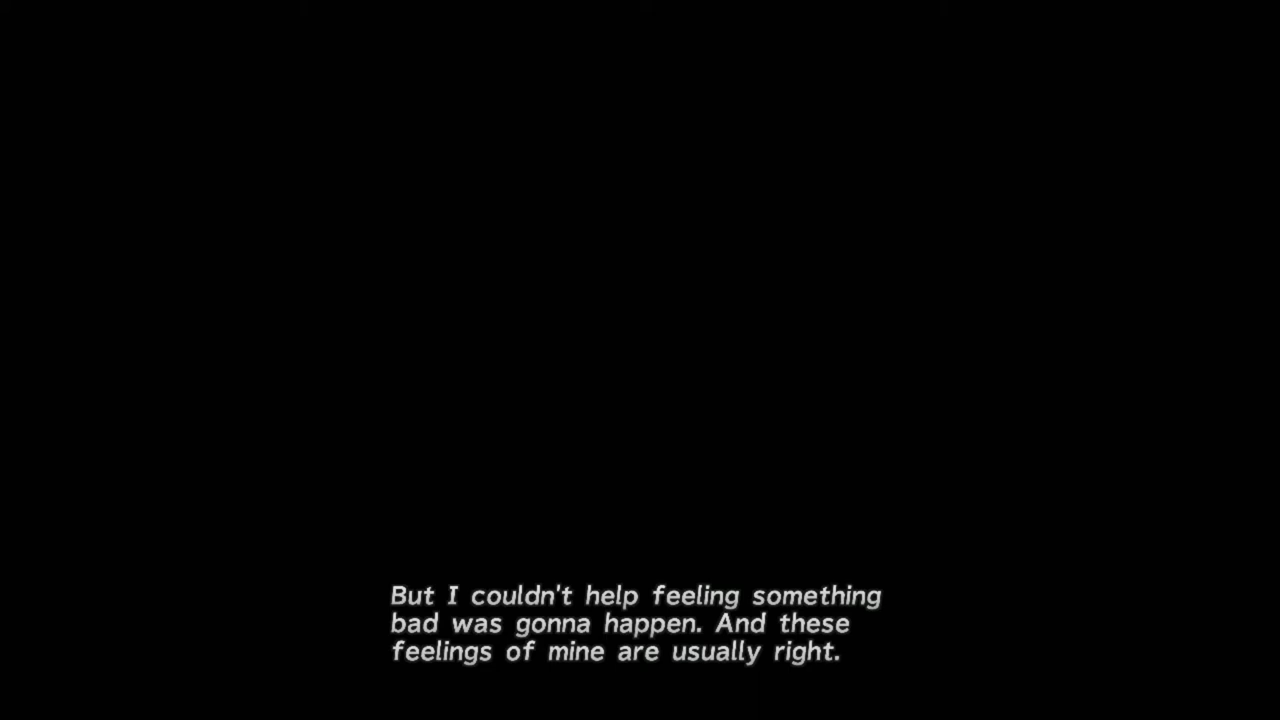 But I couldn't help feeling something
bad was gonna happen. And these
feelings of mine are usually right.